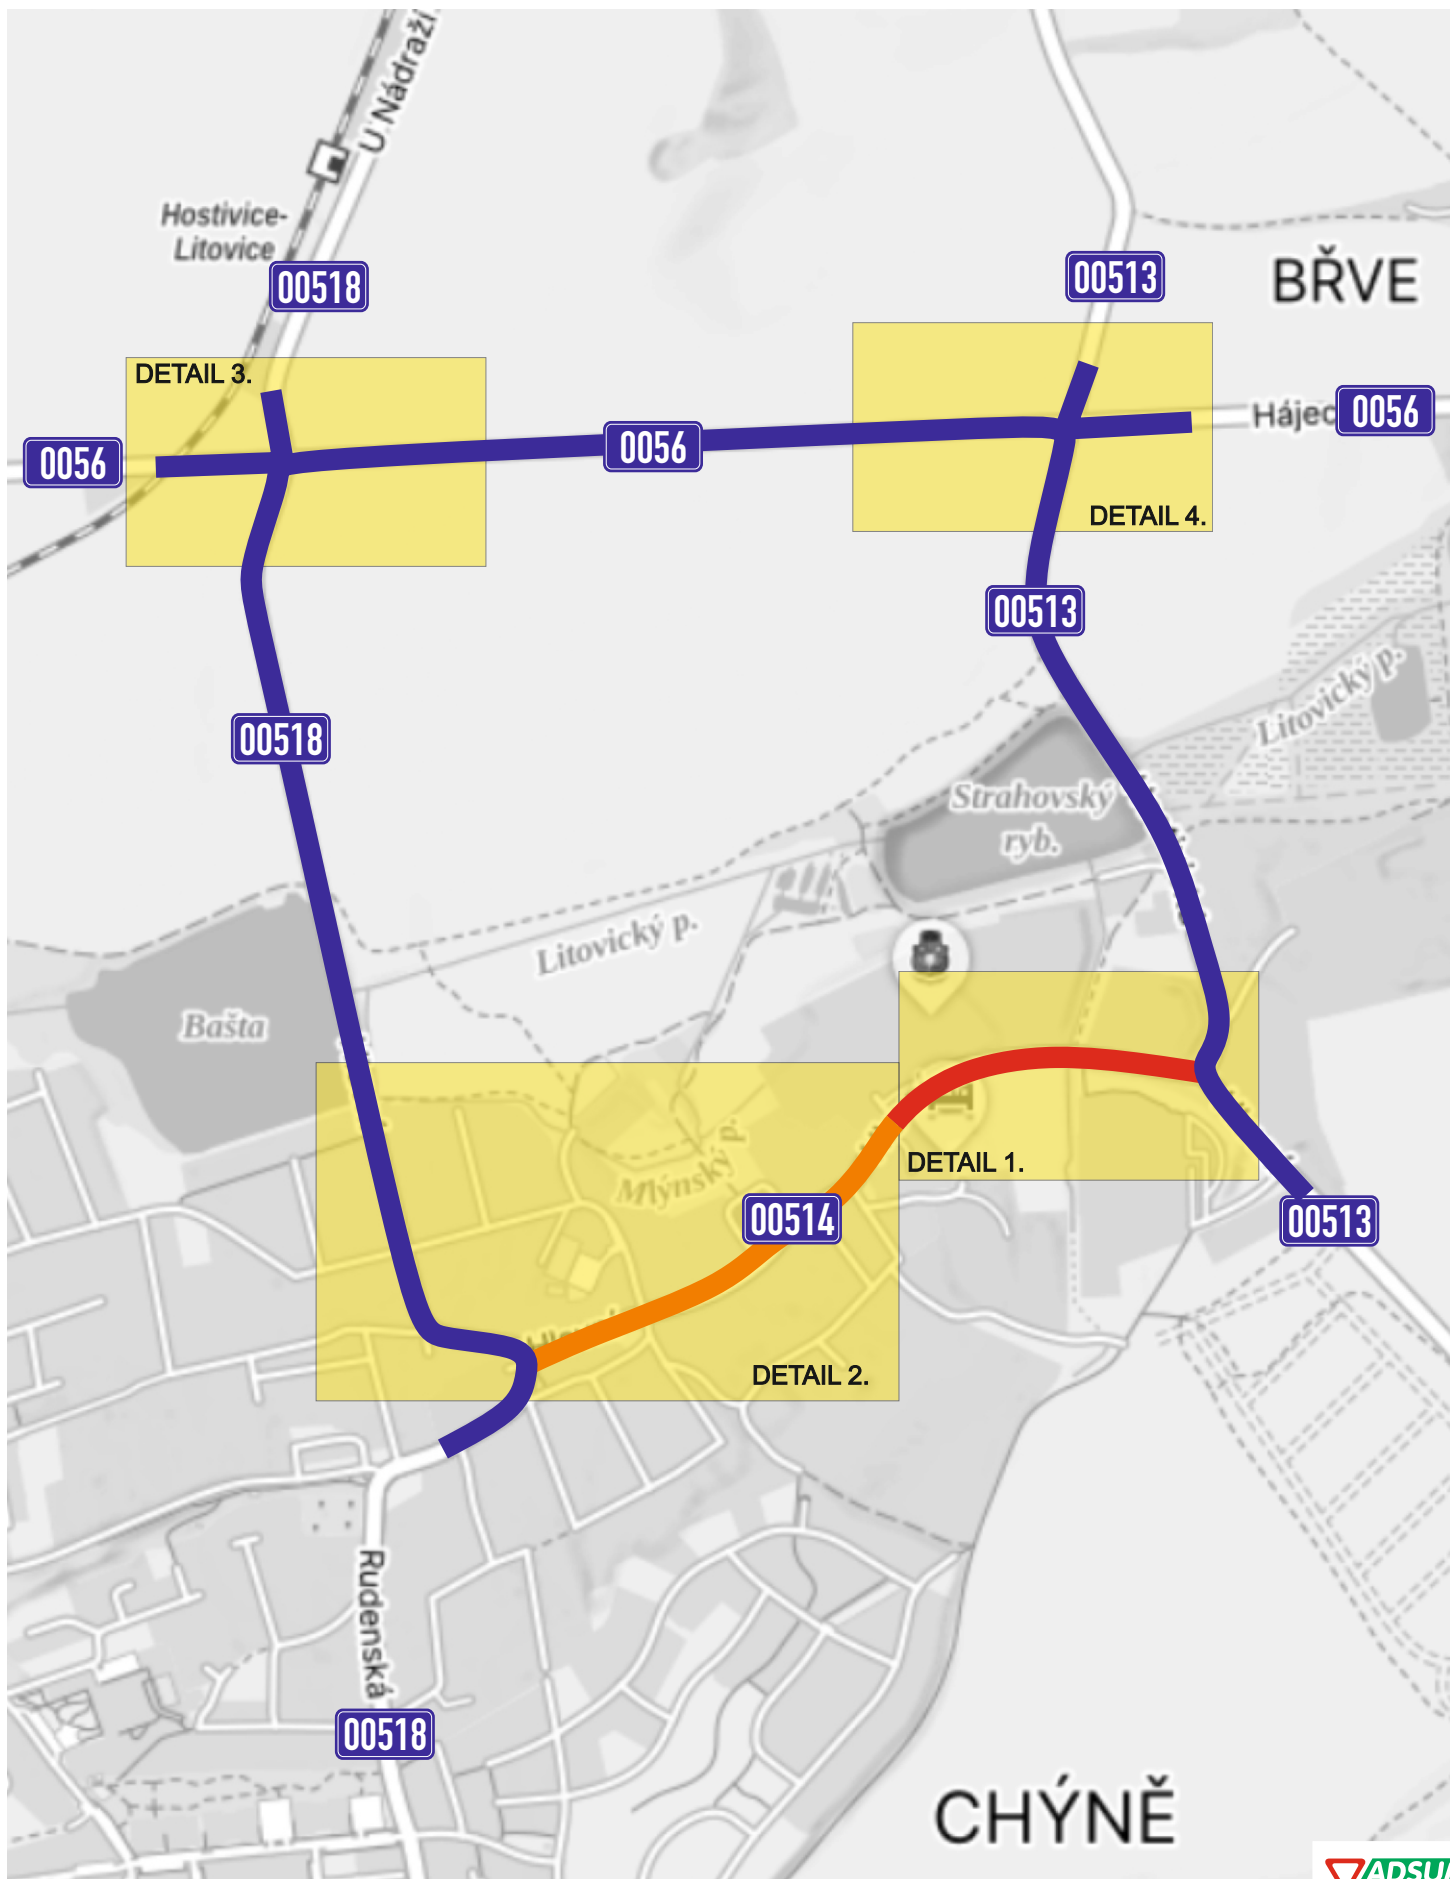 U Nádraží
Hostivice-
Litovice
00518
00513
BŘVE
DETAIL 3.
0056
0056
Hájec
0056
DETAIL 4.
00513
Litovický p.
00518
Strahovský
ryb.
Litovický p.
Bašta
Mlýnský p.
DETAIL 1.
00514
00513
DETAIL 2.
Rudenská
00518
CHÝNĚ